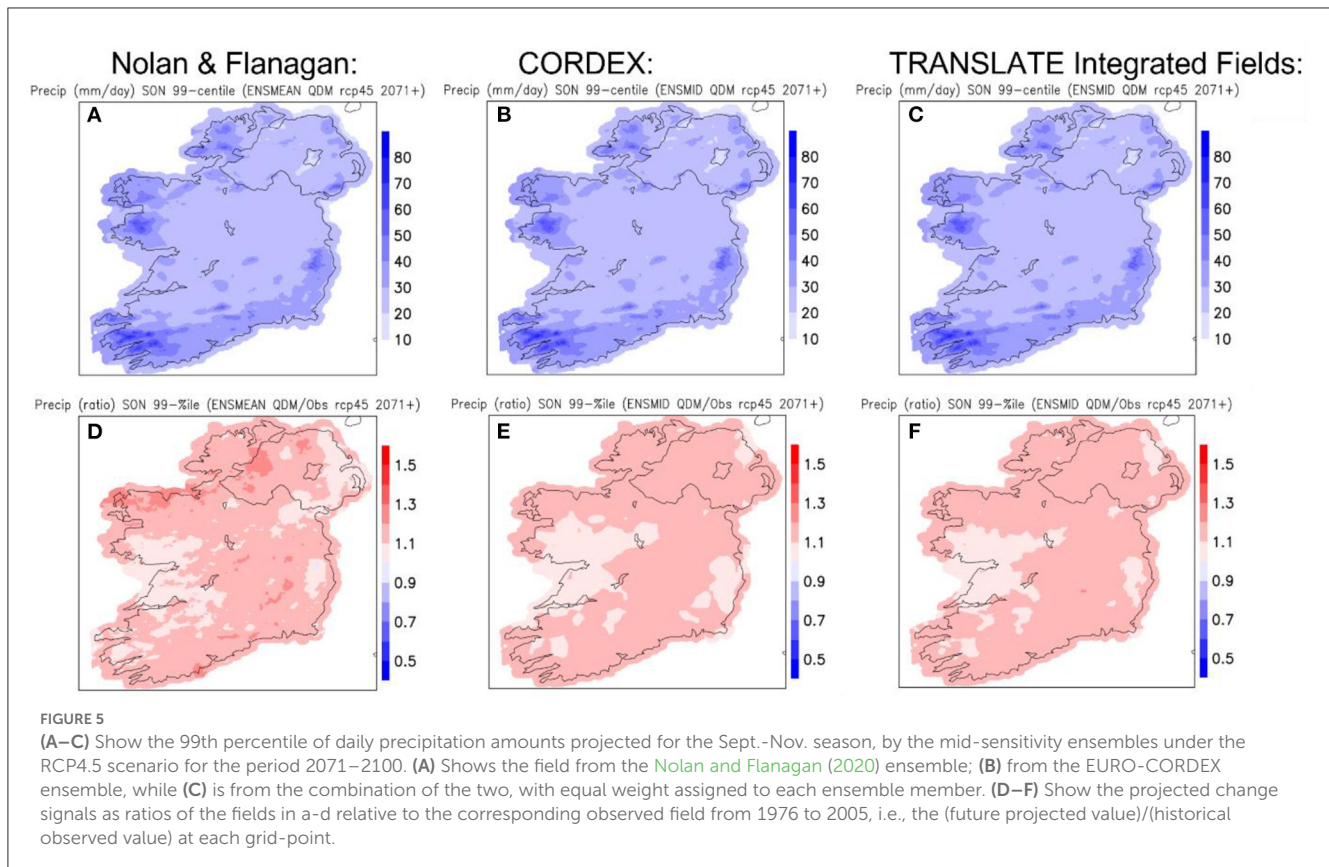 Nolan & Flanagan:
CORDEX:
TRANSLATE Integrated Fields:
Precip (mm/day) SON 99-centile (ENSMEAN QDM rcp45 2071+)
Precip (mm/day) SON 99-centile (ENSMID QDM rcp45 2071+)
Precip (mm/day) SON 99-centile (ENSMID QDM rcp45 2071+)
A
80
70
60
50
40
30
20
10
B
80
70
60
50
40
30
20
10
C
80
70
60
50
40
30
20
10
Precip (ratio) SON 99-%ile (ENSMEAN QDM/Obs rcp45 2071+)
Precip (ratio) SON 99-%ile (ENSMID QDM/Obs rcp45 2071+)
Precip (ratio) SON 99-%ile (ENSMID QDM/Obs rcp45 2071+)
D
1.5
1.3
1.1
0.9
0.7
0.5
E
1.5
1.3
1.1
0.9
0.7
0.5
F
1.5
1.3
1.1
0.9
0.7
0.5
FIGURE 5
(A–C) Show the 99th percentile of daily precipitation amounts projected for the Sept.-Nov. season, by the mid-sensitivity ensembles under the
RCP4.5 scenario for the period 2071–2100. (A) Shows the field from the Nolan and Flanagan (2020) ensemble; (B) from the EURO-CORDEX
ensemble, while (C) is from the combination of the two, with equal weight assigned to each ensemble member. (D–F) Show the projected change
signals as ratios of the fields in a-d relative to the corresponding observed field from 1976 to 2005, i.e., the (future projected value)/(historical
observed value) at each grid-point.